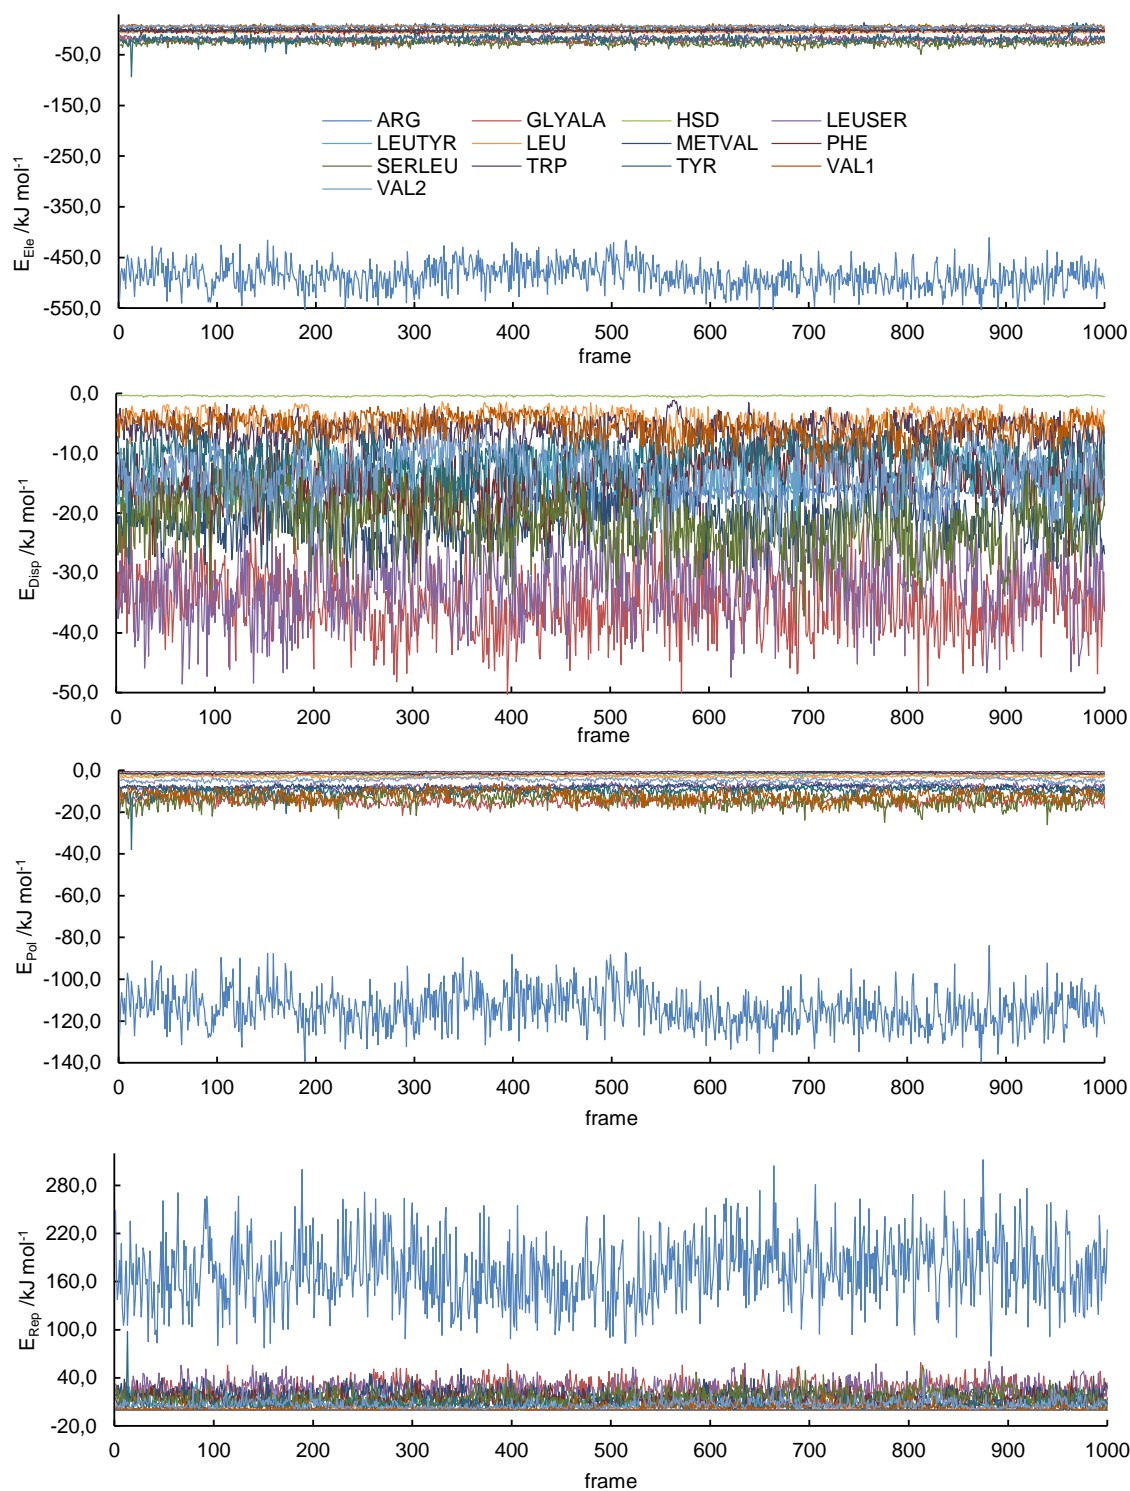 -50,0
-150,0
-250,0
-350,0
-450,0
-550,0
E_Ele /kJ mol⁻¹
ARG GLYALA HSD LEUSER
LEUTYR LEU METVAL PHE
SERLEU TRP TYR VAL1
VAL2
0 100 200 300 400 500 600 700 800 900 1000
frame
0,0
-10,0
-20,0
-30,0
-40,0
-50,0
E_Disp /kJ mol⁻¹
0 100 200 300 400 500 600 700 800 900 1000
frame
0,0
-20,0
-40,0
-60,0
-80,0
-100,0
-120,0
-140,0
E_Pol /kJ mol⁻¹
0 100 200 300 400 500 600 700 800 900 1000
frame
280,0
220,0
160,0
100,0
40,0
-20,0
E_Rep /kJ mol⁻¹
0 100 200 300 400 500 600 700 800 900 1000
frame